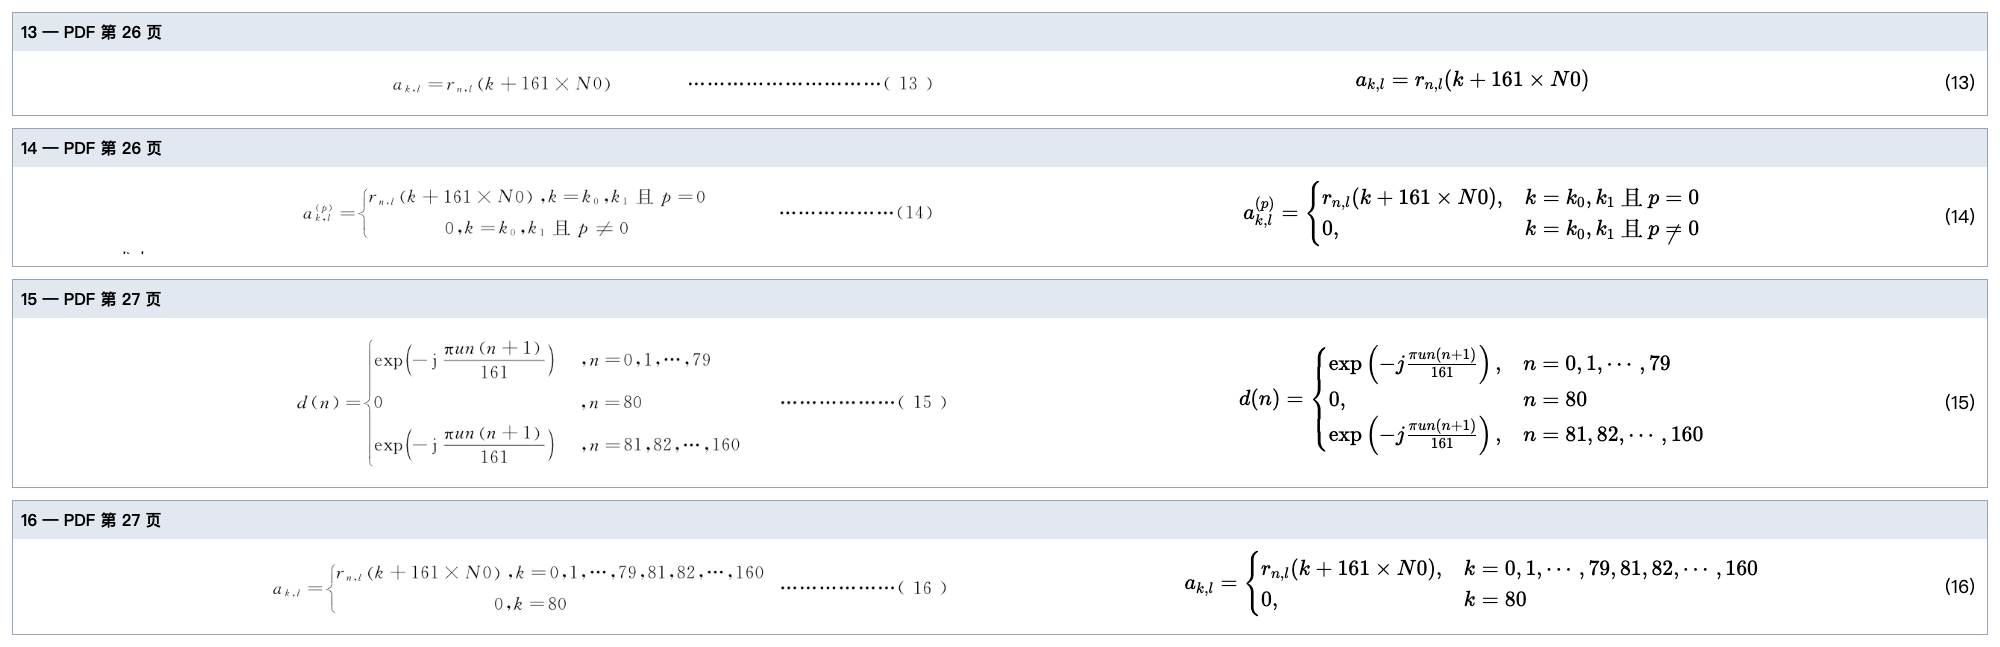 13 — PDF 第 26 页
a_{k,l} = r_{n,l} (k + 161 × N0) ………………………( 13 ) a_{k,l} = r_{n,l}(k + 161 × N0) (13)
14 — PDF 第 26 页
a_{k,l}^{(p)} = { r_{n,l} (k + 161 × N0) ,k = k_0 ,k_1 且 p = 0
0 ,k = k_0 ,k_1 且 p ≠ 0 ………………(14)
a_{k,l}^{(p)} = { r_{n,l}(k + 161 × N0), k = k_0, k_1 且 p = 0
0, k = k_0, k_1 且 p ≠ 0 (14)
15 — PDF 第 27 页
d (n) = { exp(− j πun (n + 1) / 161) ,n = 0,1,…,79
0 ,n = 80 ………………( 15 )
exp(− j πun (n + 1) / 161) ,n = 81,82,…,160
d(n) = { exp(−j πun(n+1) / 161), n = 0, 1, ⋯ , 79
0, n = 80 (15)
exp(−j πun(n+1) / 161), n = 81, 82, ⋯ , 160
16 — PDF 第 27 页
a_{k,l} = { r_{n,l} (k + 161 × N0) ,k = 0,1,…,79,81,82,…,160
0 ,k = 80 ………………( 16 )
a_{k,l} = { r_{n,l}(k + 161 × N0), k = 0, 1, ⋯ , 79, 81, 82, ⋯ , 160
0, k = 80 (16)